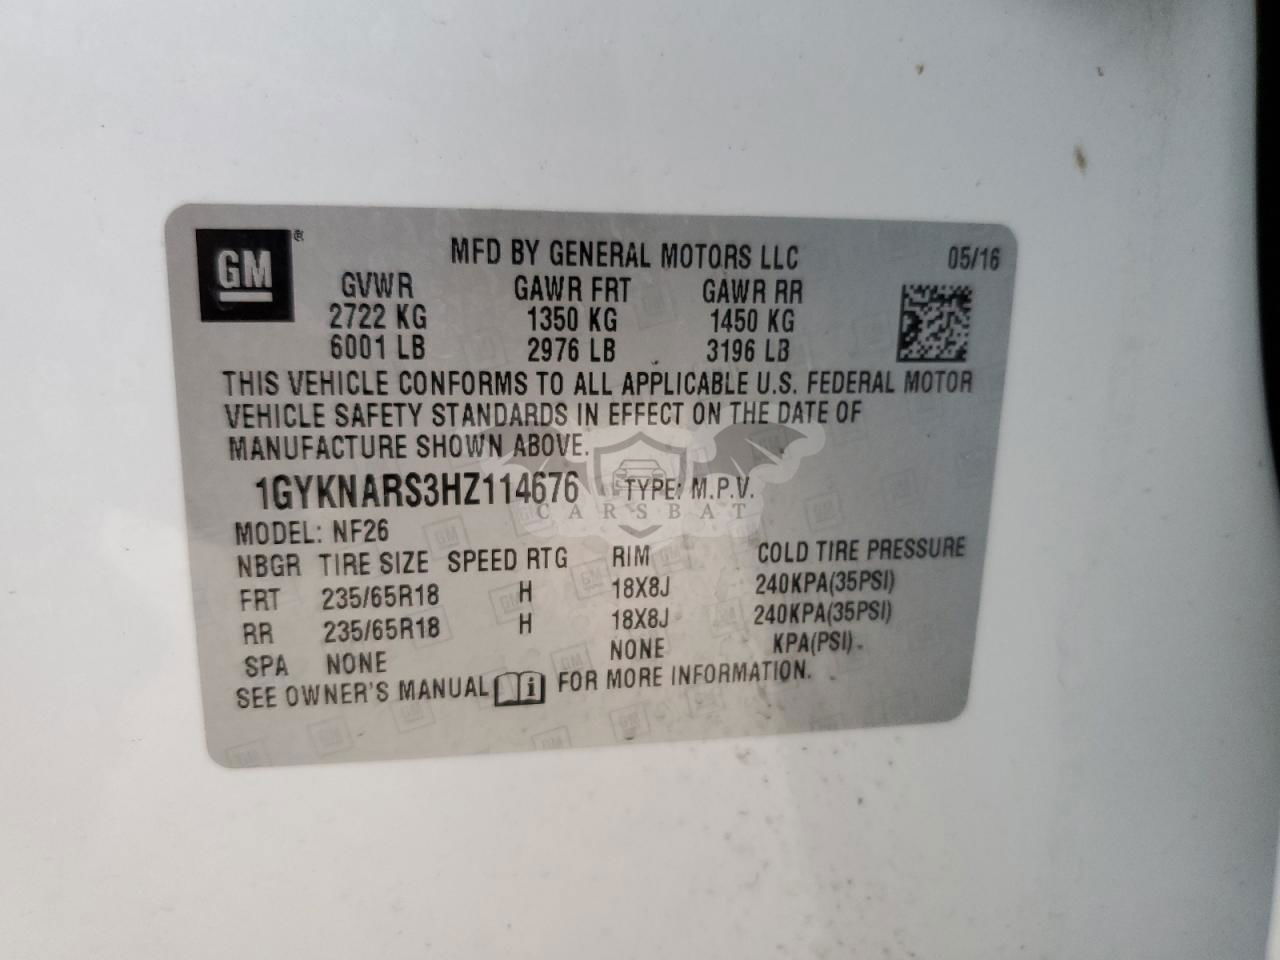 GM ®
MFD BY GENERAL MOTORS LLC 05/16
GVWR GAWR FRT GAWR RR
2722 KG 1350 KG 1450 KG
6001 LB 2976 LB 3196 LB
THIS VEHICLE CONFORMS TO ALL APPLICABLE U.S. FEDERAL MOTOR
VEHICLE SAFETY STANDARDS IN EFFECT ON THE DATE OF
MANUFACTURE SHOWN ABOVE.
1GYKNARS3HZ114676 TYPE: M.P.V.
CARSBAT
MODEL: NF26
NBGR TIRE SIZE SPEED RTG RIM COLD TIRE PRESSURE
FRT 235/65R18 H 18X8J 240KPA(35PSI)
RR 235/65R18 H 18X8J 240KPA(35PSI)
SPA NONE NONE KPA(PSI)
SEE OWNER'S MANUAL i FOR MORE INFORMATION.